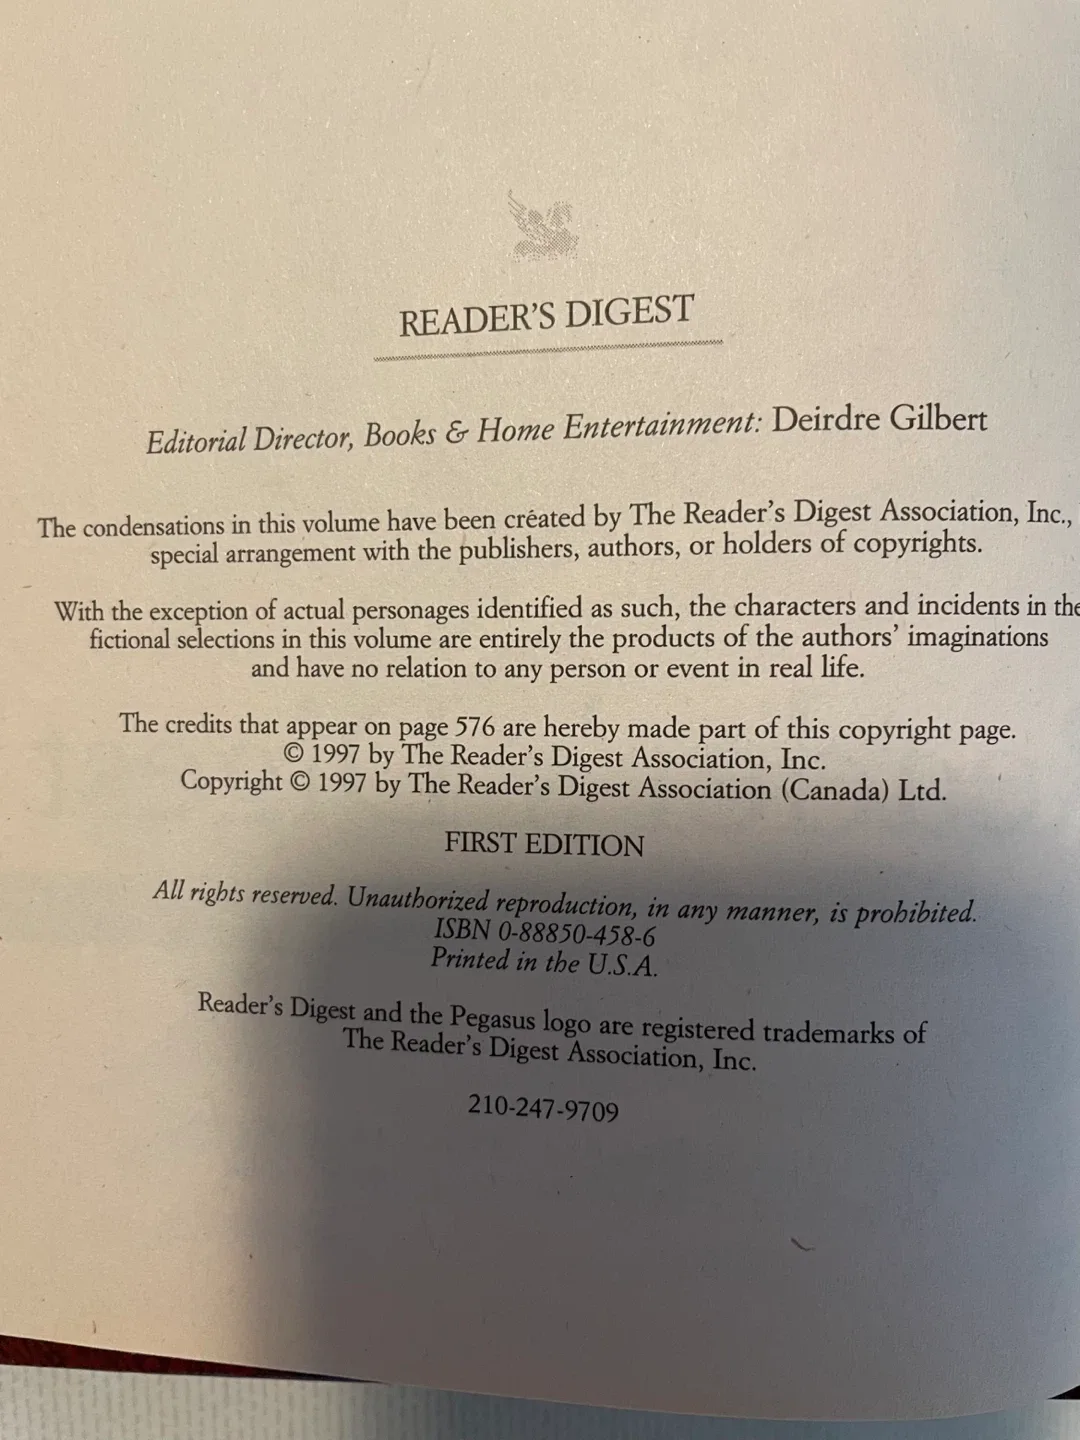 READER'S DIGEST
Editorial Director, Books & Home Entertainment: Deirdre Gilbert
The condensations in this volume have been created by The Reader's Digest Association, Inc.,
special arrangement with the publishers, authors, or holders of copyrights.
With the exception of actual personages identified as such, the characters and incidents in the
fictional selections in this volume are entirely the products of the authors' imaginations
and have no relation to any person or event in real life.
The credits that appear on page 576 are hereby made part of this copyright page.
© 1997 by The Reader's Digest Association, Inc.
Copyright © 1997 by The Reader's Digest Association (Canada) Ltd.
FIRST EDITION
All rights reserved. Unauthorized reproduction, in any manner, is prohibited.
ISBN 0-88850-458-6
Printed in the U.S.A.
Reader's Digest and the Pegasus logo are registered trademarks of
The Reader's Digest Association, Inc.
210-247-9709